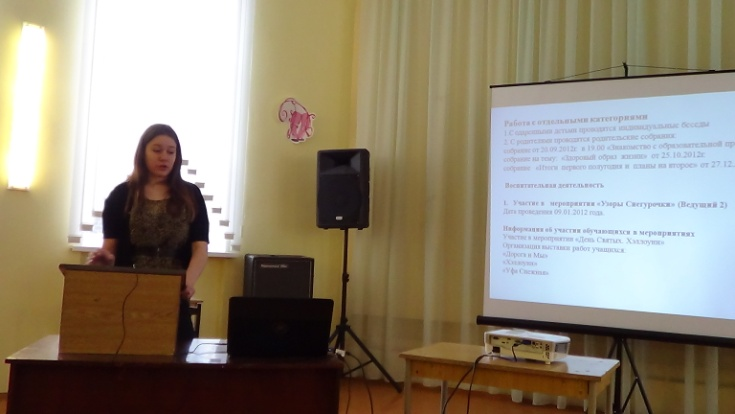 Работа с отдельными категориями
1. С одаренными детьми проводятся индивидуальные беседы
2. С родителями проводятся родительские собрания:
собрание от 20.09.2012г. в 19.00 «Знакомство с образовательной
собрание на тему: «Здоровый образ жизни» от 25.10.2012г.
собрание «Итоги первого полугодия и планы на второе» от 27.12.
Воспитательная деятельность
1. Участие в мероприятии «Узоры Снегурочки» (Ведущий 2)
Дата проведения 09.01.2012 года.
Информация об участии обучающихся в мероприятиях
Участие в мероприятии «День Святых. Хэллоуин»
Организация выставки работ учащихся
«Дорога и Мы»
«Хэллоуин»
«Уфа Снежная»